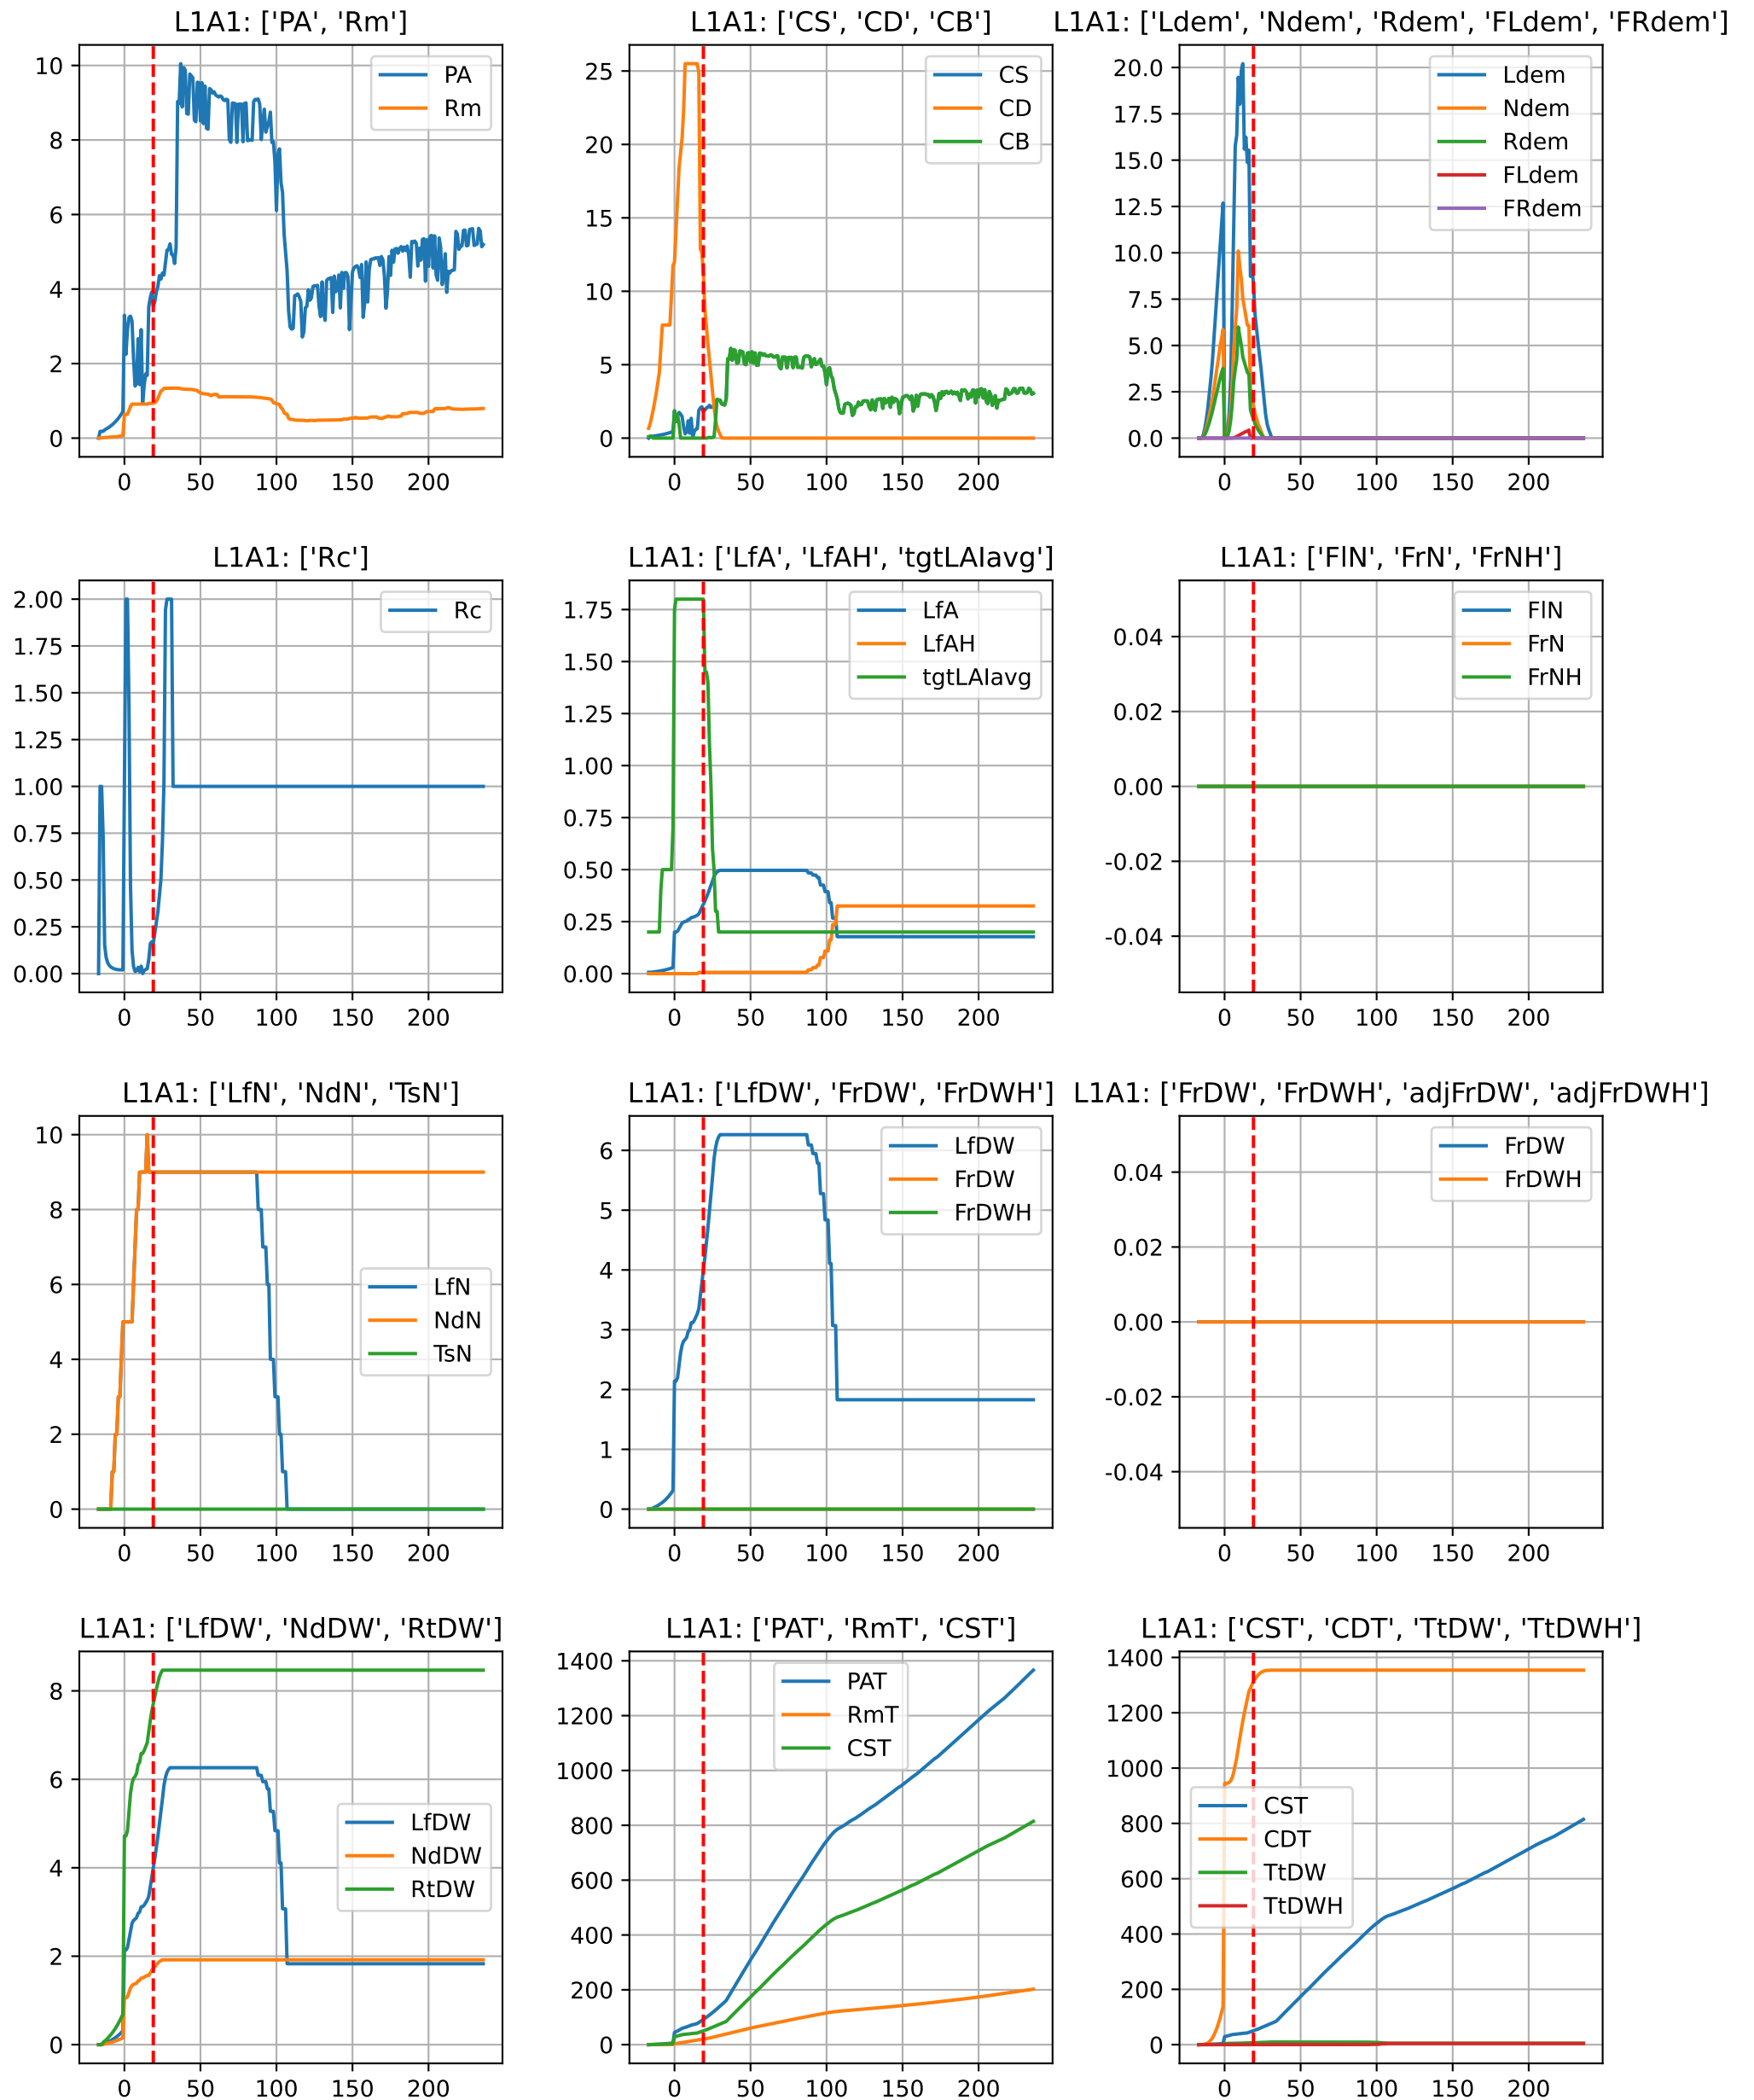 L1A1: ['PA', 'Rm']
10
8
6
4
2
0
0 50 100 150 200
PA
Rm
L1A1: ['CS', 'CD', 'CB']
25
20
15
10
5
0
0 50 100 150 200
CS
CD
CB
L1A1: ['Ldem', 'Ndem', 'Rdem', 'FLdem', 'FRdem']
20.0
17.5
15.0
12.5
10.0
7.5
5.0
2.5
0.0
0 50 100 150 200
Ldem
Ndem
Rdem
FLdem
FRdem
L1A1: ['Rc']
2.00
1.75
1.50
1.25
1.00
0.75
0.50
0.25
0.00
0 50 100 150 200
Rc
L1A1: ['LfA', 'LfAH', 'tgtLAIavg']
1.75
1.50
1.25
1.00
0.75
0.50
0.25
0.00
0 50 100 150 200
LfA
LfAH
tgtLAIavg
L1A1: ['FlN', 'FrN', 'FrNH']
0.04
0.02
0.00
-0.02
-0.04
0 50 100 150 200
FlN
FrN
FrNH
L1A1: ['LfN', 'NdN', 'TsN']
10
8
6
4
2
0
0 50 100 150 200
LfN
NdN
TsN
L1A1: ['LfDW', 'FrDW', 'FrDWH']
6
5
4
3
2
1
0
0 50 100 150 200
LfDW
FrDW
FrDWH
L1A1: ['FrDW', 'FrDWH', 'adjFrDW', 'adjFrDWH']
0.04
0.02
0.00
-0.02
-0.04
0 50 100 150 200
FrDW
FrDWH
L1A1: ['LfDW', 'NdDW', 'RtDW']
8
6
4
2
0
0 50 100 150 200
LfDW
NdDW
RtDW
L1A1: ['PAT', 'RmT', 'CST']
1400
1200
1000
800
600
400
200
0
0 50 100 150 200
PAT
RmT
CST
L1A1: ['CST', 'CDT', 'TtDW', 'TtDWH']
1400
1200
1000
800
600
400
200
0
0 50 100 150 200
CST
CDT
TtDW
TtDWH